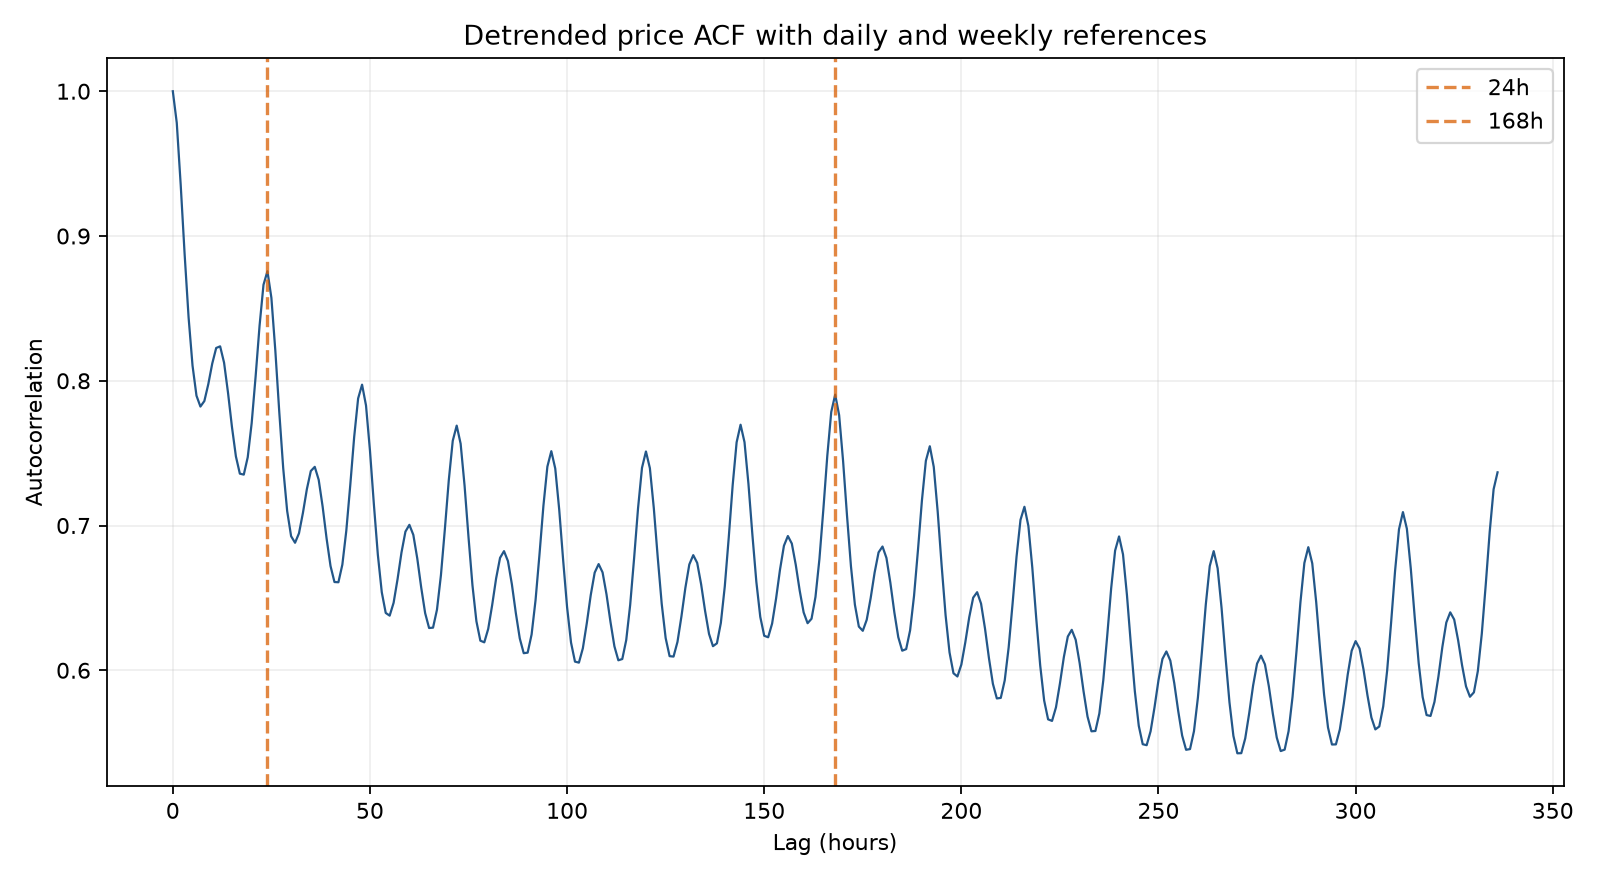 Detrended price ACF with daily and weekly references
24h
168h
1.0
0.9
0.8
0.7
0.6
Autocorrelation
0 50 100 150 200 250 300 350
Lag (hours)